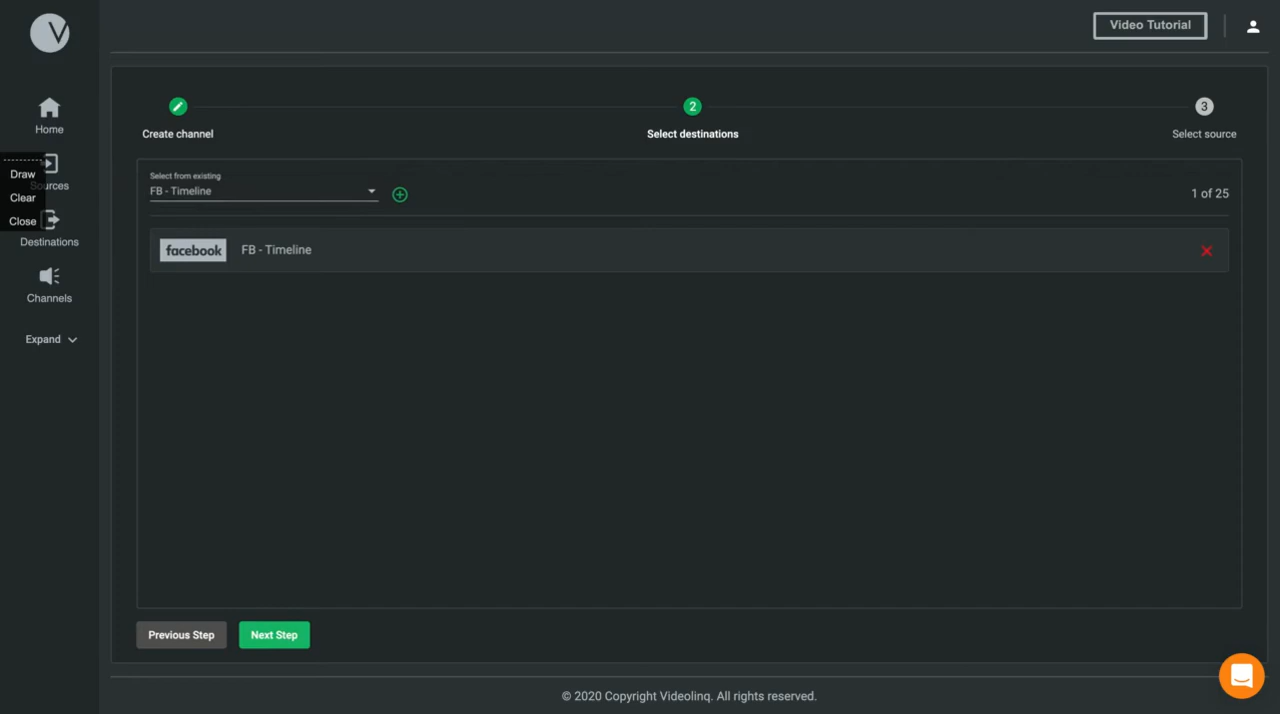 V
Video Tutorial
Home
Draw
Sources
Clear
Close
Destinations
Channels
Expand
2
3
Create channel
Select destinations
Select source
Select from existing
FB - Timeline
1 of 25
facebook
FB - Timeline
Previous Step
Next Step
© 2020 Copyright Videolinq. All rights reserved.